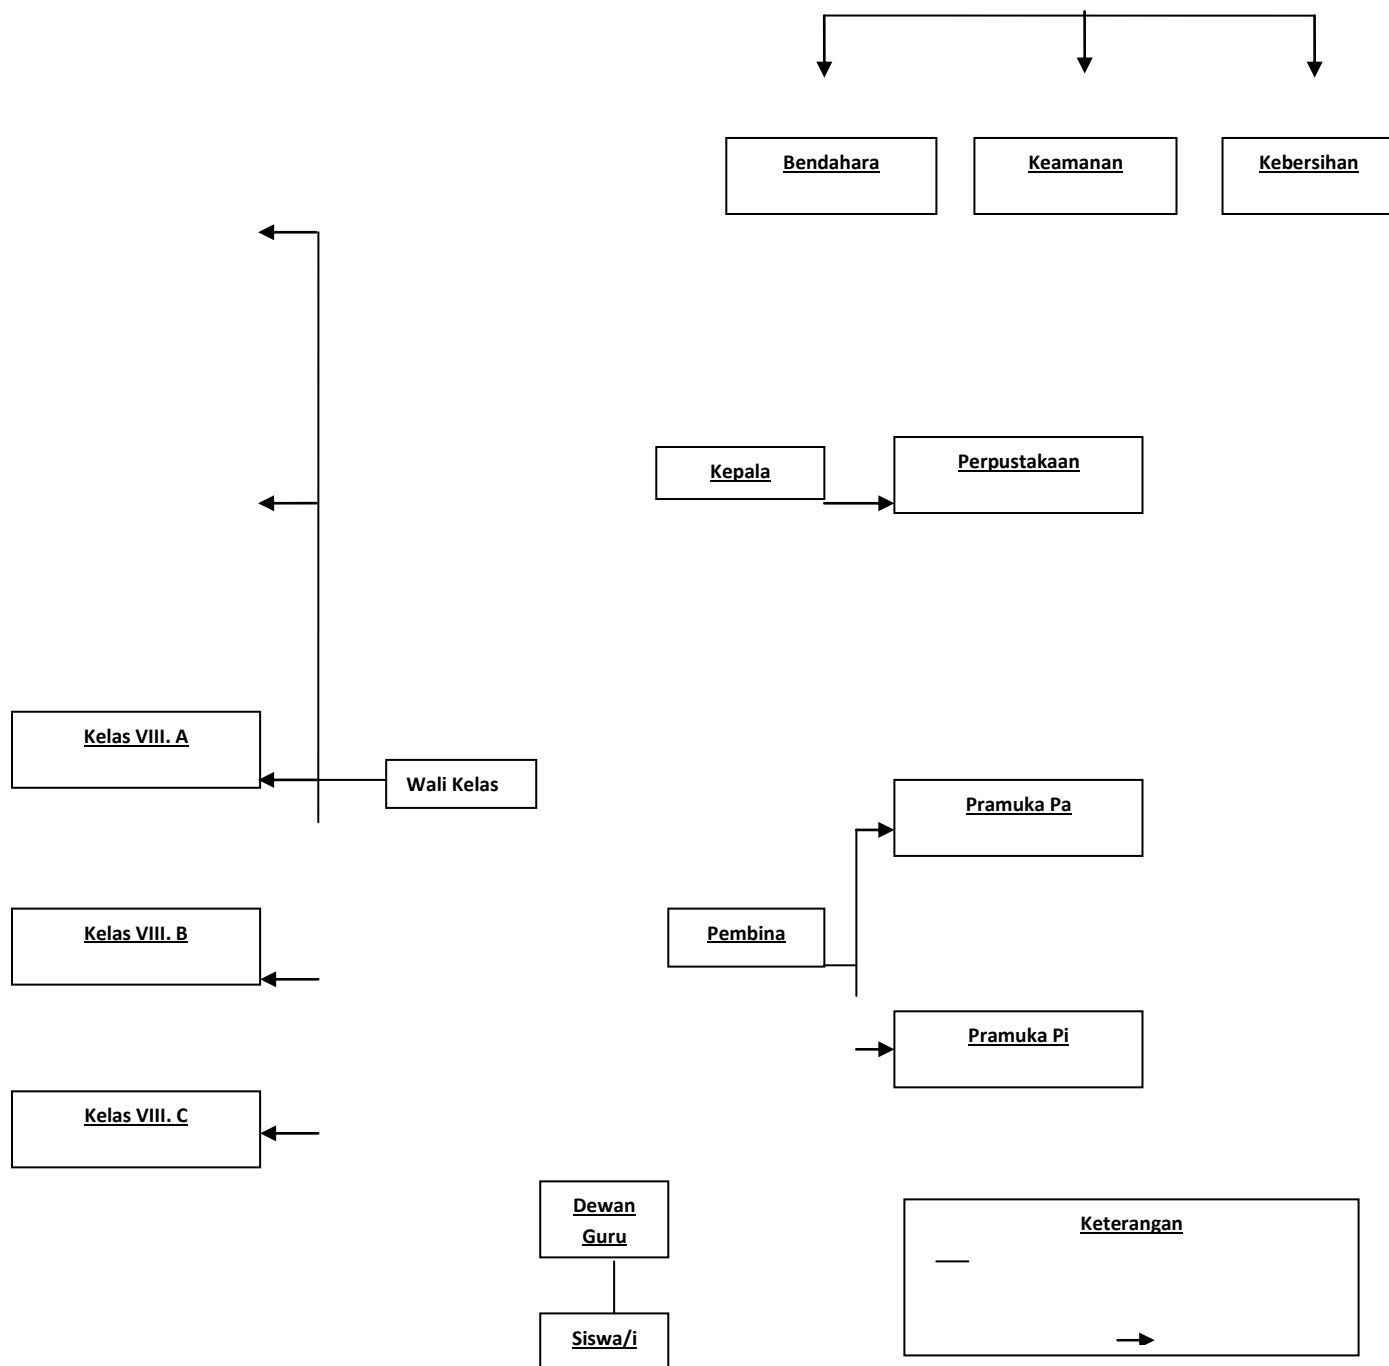 Bendahara
Keamanan
Kebersihan
Kepala
Perpustakaan
Kelas VIII. A
Wali Kelas
Pramuka Pa
Kelas VIII. B
Pembina
Pramuka Pi
Kelas VIII. C
Dewan
Guru
Keterangan
Siswa/i